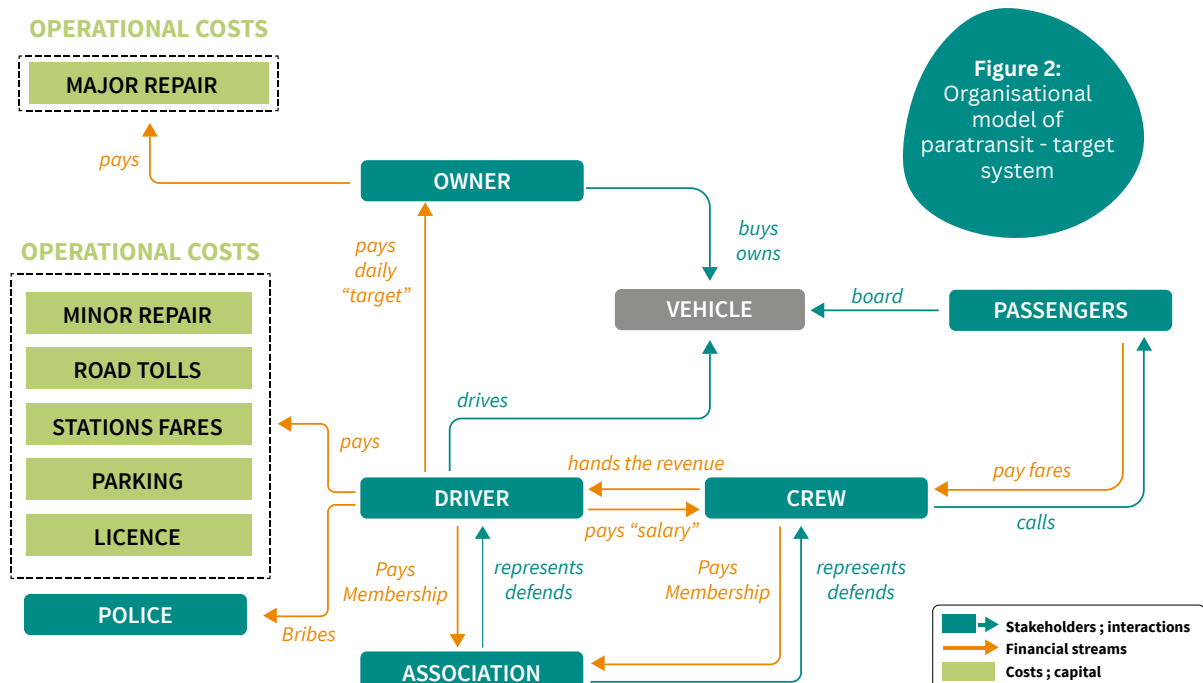 OPERATIONAL COSTS
MAJOR REPAIR
Figure 2:
Organisational
model of
paratransit - target
system
pays
OWNER
buys
owns
OPERATIONAL COSTS
pays
daily
“target”
MINOR REPAIR
ROAD TOLLS
STATIONS FARES
PARKING
LICENCE
VEHICLE
board
PASSENGERS
drives
pays
hands the revenue
pay fares
DRIVER
CREW
pays “salary”
calls
Pays
Membership
represents
defends
Pays
Membership
represents
defends
POLICE
Bribes
ASSOCIATION
Stakeholders ; interactions
Financial streams
Costs ; capital